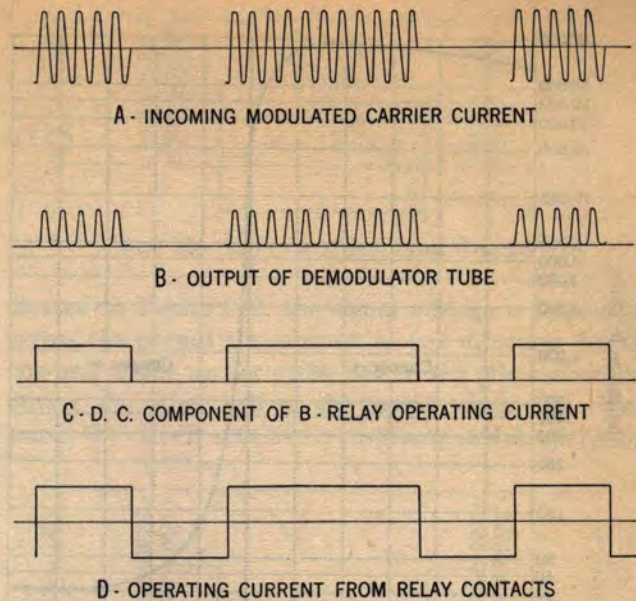 A - INCOMING MODULATED CARRIER CURRENT
B - OUTPUT OF DEMODULATOR TUBE
C - D. C. COMPONENT OF B - RELAY OPERATING CURRENT
D - OPERATING CURRENT FROM RELAY CONTACTS